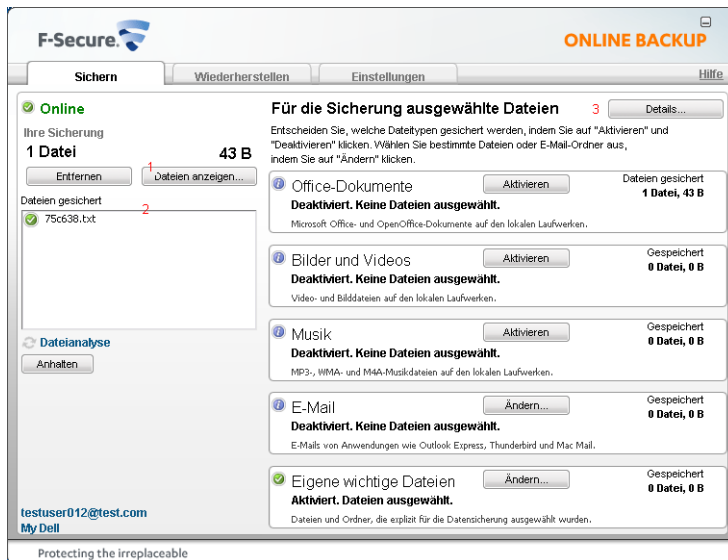 F-Secure.
ONLINE BACKUP
Sichern
Wiederherstellen
Einstellungen
Hilfe
Online
Ihre Sicherung
1 Datei
43 B
1
Entfernen
Dateien anzeigen...
Dateien gesichert
2
75c638.txt
Dateianalyse
Anhalten
testuser012@test.com
My Dell
Für die Sicherung ausgewählte Dateien
3
Details...
Entscheiden Sie, welche Dateitypen gesichert werden, indem Sie auf "Aktivieren" und
"Deaktivieren" klicken. Wählen Sie bestimmte Dateien oder E-Mail-Ordner aus,
indem Sie auf "Ändern" klicken.
Office-Dokumente
Aktivieren
Dateien gesichert
1 Datei, 43 B
Deaktiviert. Keine Dateien ausgewählt.
Microsoft Office- und OpenOffice-Dokumente auf den lokalen Laufwerken.
Bilder und Videos
Aktivieren
Gespeichert
0 Datei, 0 B
Deaktiviert. Keine Dateien ausgewählt.
Video- und Bilddateien auf den lokalen Laufwerken.
Musik
Aktivieren
Gespeichert
0 Datei, 0 B
Deaktiviert. Keine Dateien ausgewählt.
MP3-, WMA- und M4A-Musikdateien auf den lokalen Laufwerken.
E-Mail
Ändern...
Gespeichert
0 Datei, 0 B
Deaktiviert. Keine Dateien ausgewählt.
E-Mails von Anwendungen wie Outlook Express, Thunderbird und Mac Mail.
Eigene wichtige Dateien
Ändern...
Gespeichert
0 Datei, 0 B
Aktiviert. Dateien ausgewählt.
Dateien und Ordner, die explizit für die Datensicherung ausgewählt wurden.
Protecting the irreplaceable